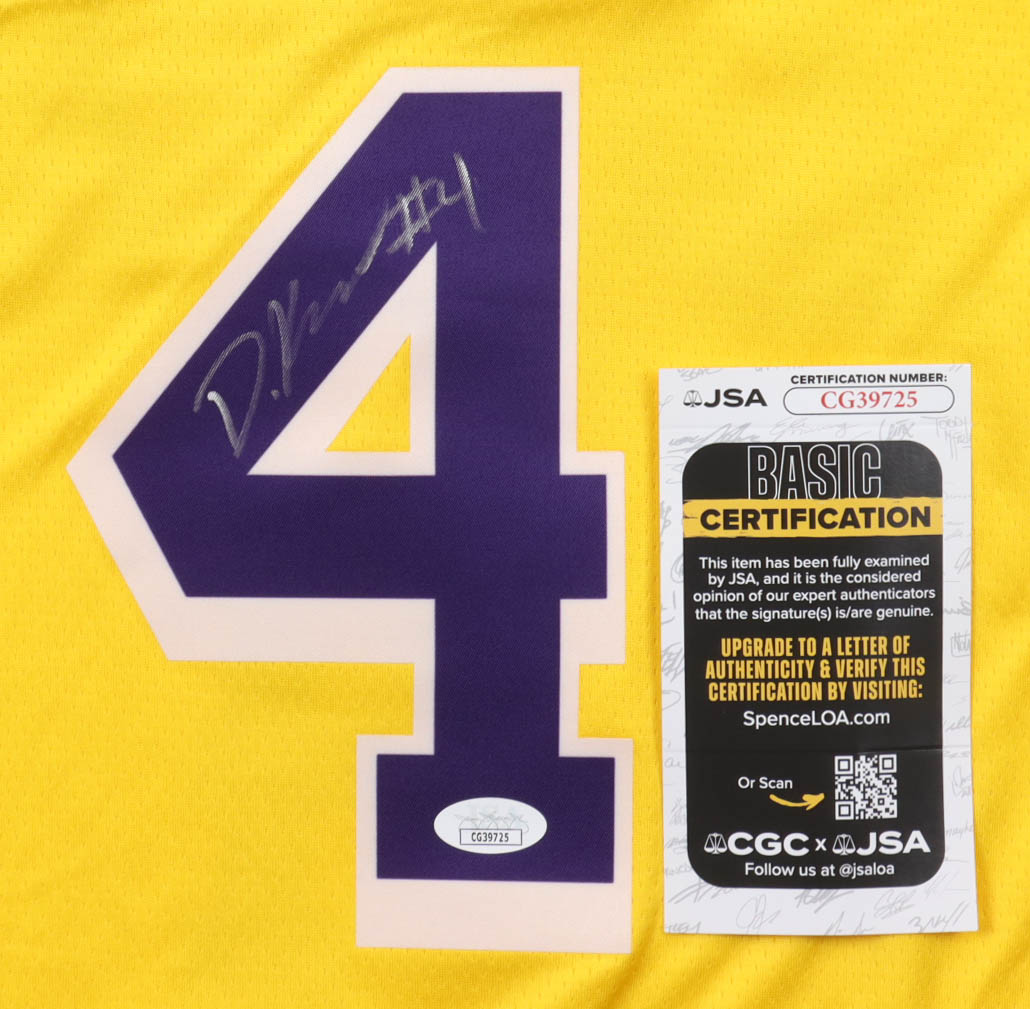 4
#4
CG39725
JSA
CERTIFICATION NUMBER:
CG39725
BASIC
CERTIFICATION
This item has been fully examined
by JSA, and it is the considered
opinion of our expert authenticators
that the signature(s) is/are genuine.
UPGRADE TO A LETTER OF
AUTHENTICITY & VERIFY THIS
CERTIFICATION BY VISITING:
SpenceLOA.com
Or Scan
CGC x JSA
Follow us at @jsaloa